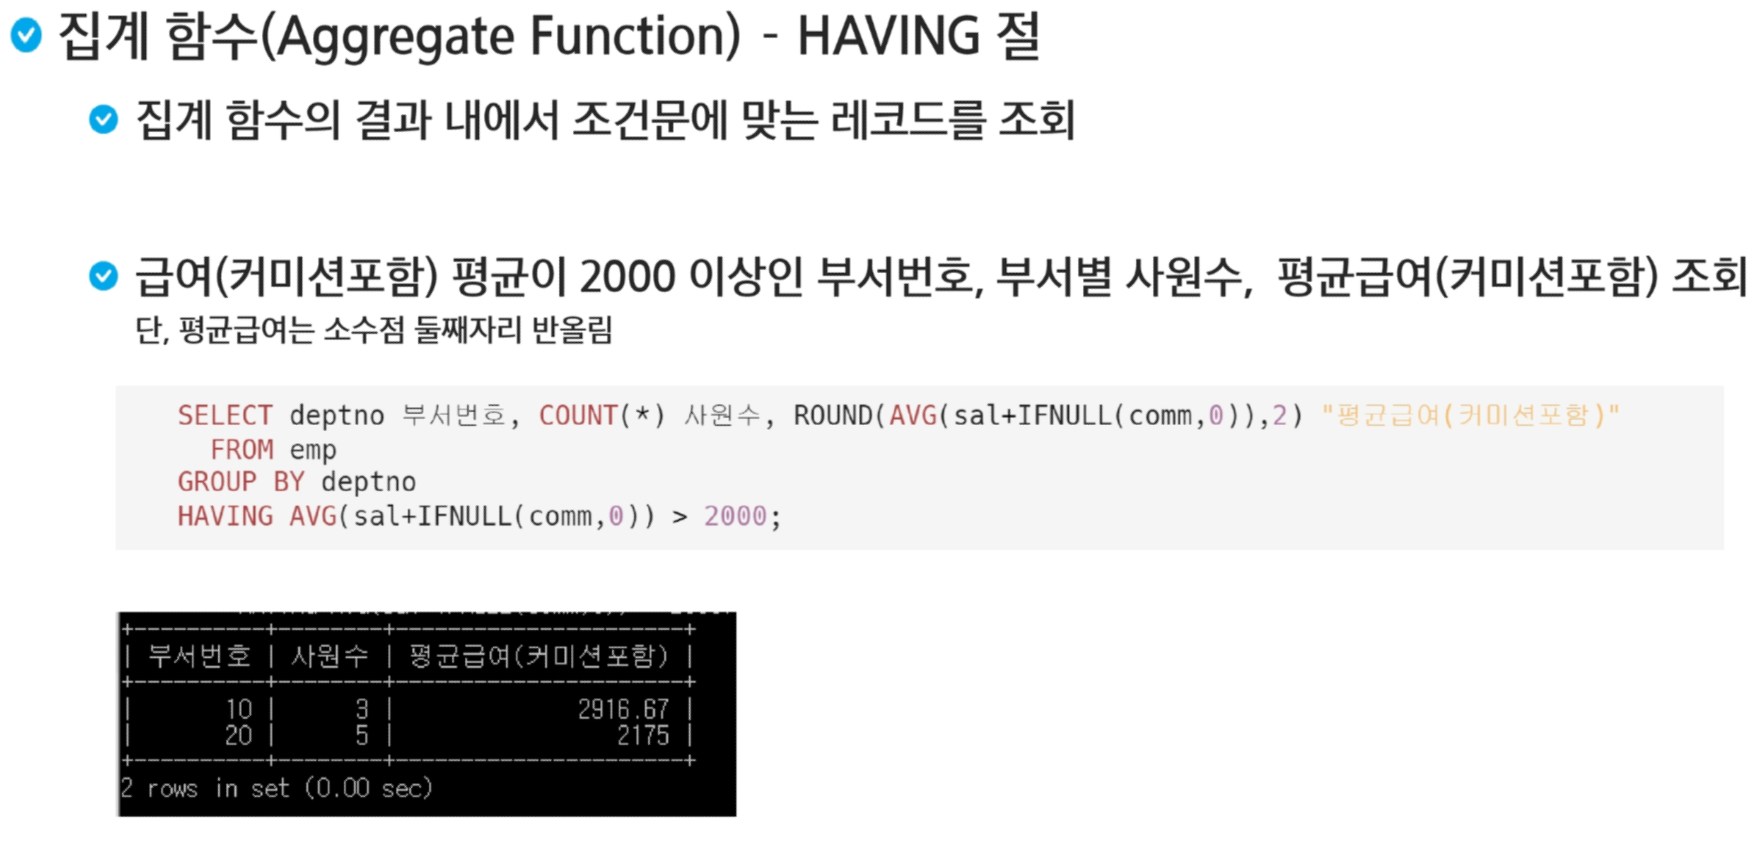 집계 함수(Aggregate Function) - HAVING 절
집계 함수의 결과 내에서 조건문에 맞는 레코드를 조회
급여(커미션포함) 평균이 2000 이상인 부서번호, 부서별 사원수, 평균급여(커미션포함) 조회
단, 평균급여는 소수점 둘째자리 반올림
SELECT deptno 부서번호, COUNT(*) 사원수, ROUND(AVG(sal+IFNULL(comm,0)),2) "평균급여(커미션포함)"
FROM emp
GROUP BY deptno
HAVING AVG(sal+IFNULL(comm,0)) > 2000;
+----------+--------+----------------------+
| 부서번호 | 사원수 | 평균급여(커미션포함) |
+----------+--------+----------------------+
| 10 | 3 | 2916.67 |
| 20 | 5 | 2175 |
+----------+--------+----------------------+
2 rows in set (0.00 sec)